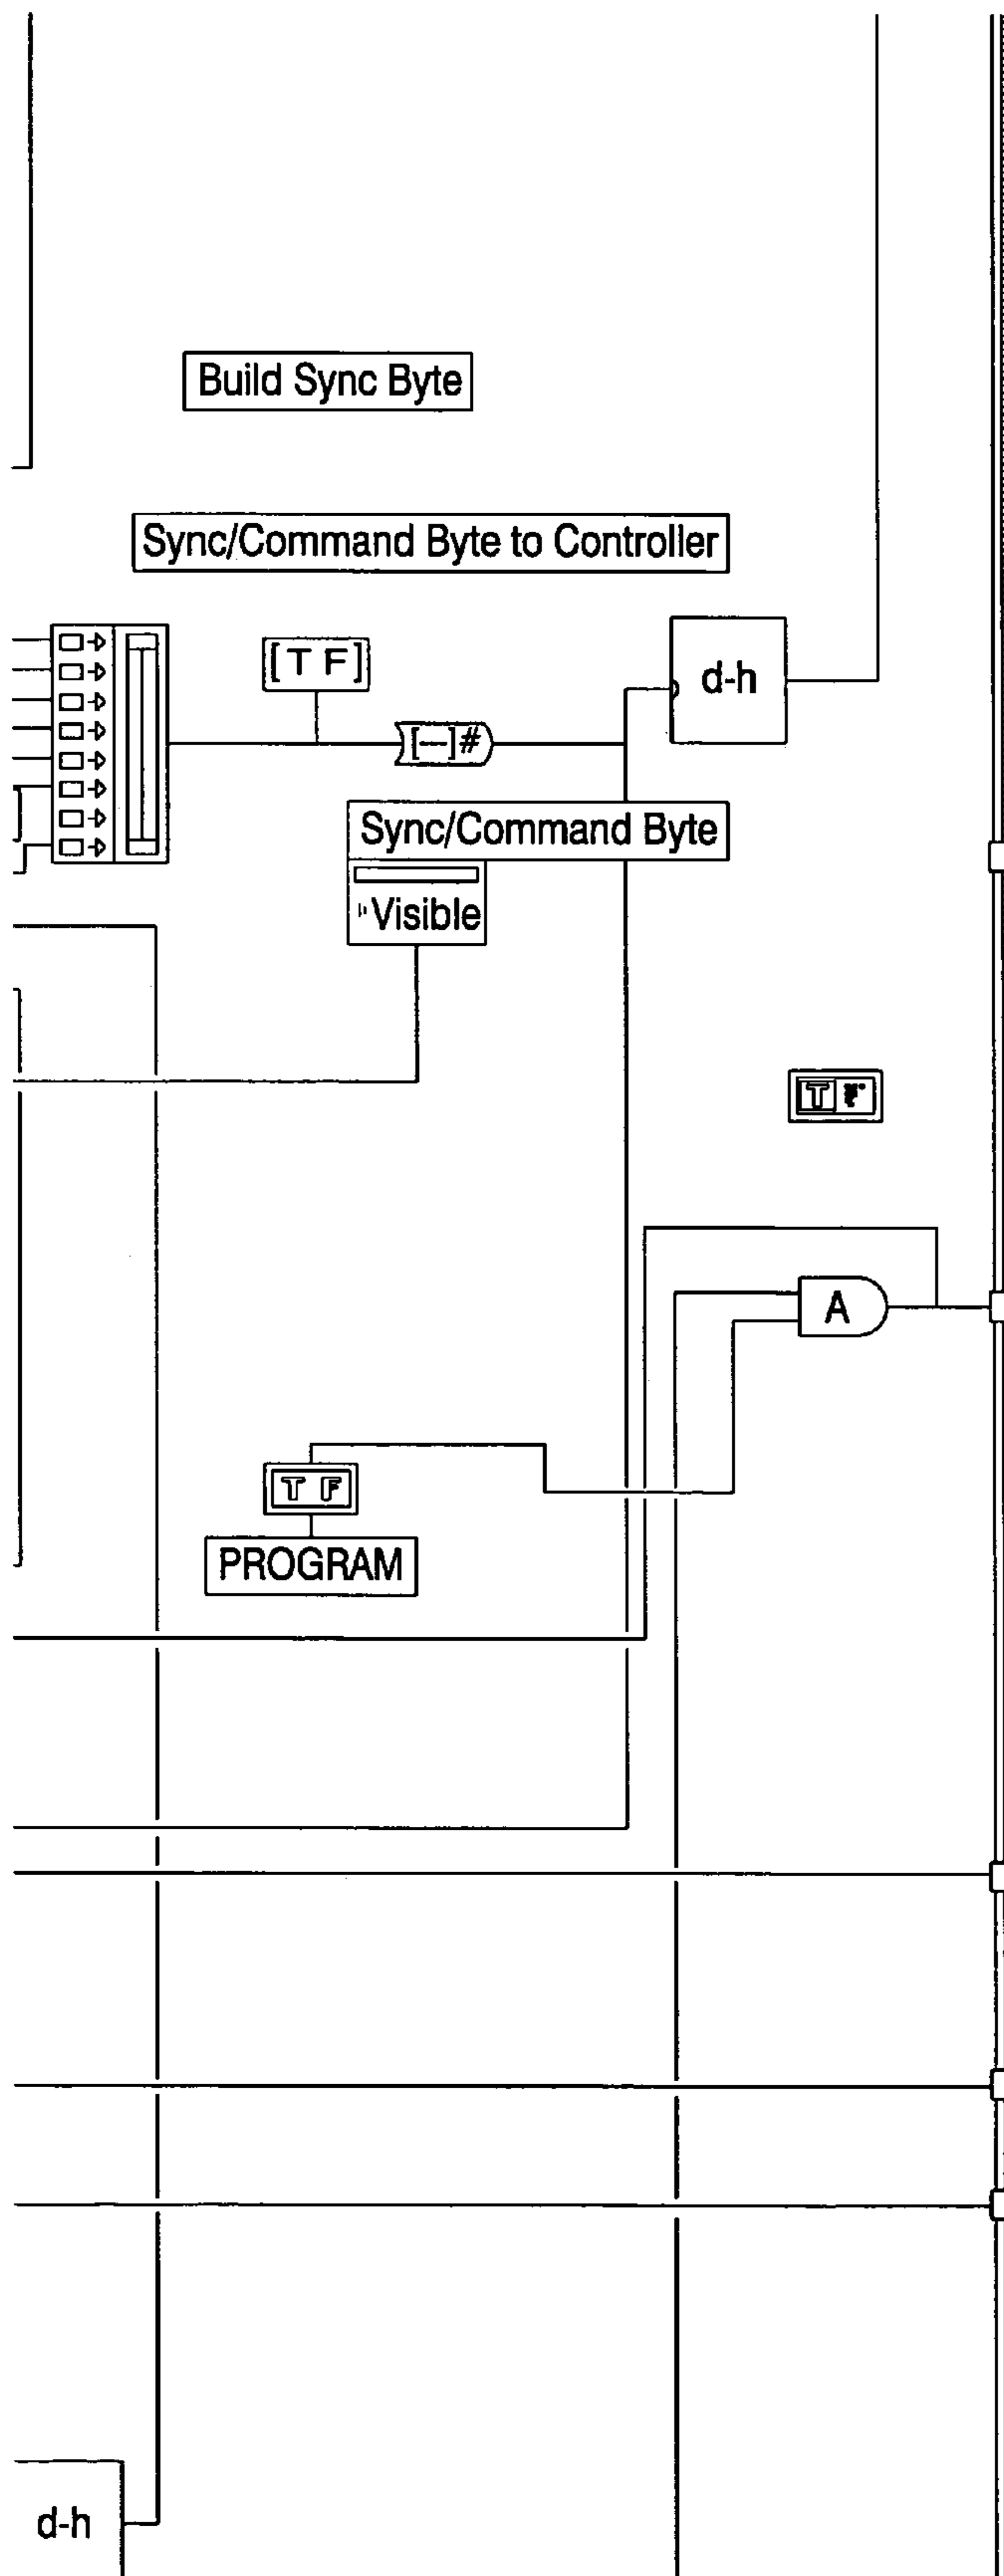 Build Sync Byte
Sync/Command Byte to Controller
[T F]
d-h
[---]#
Sync/Command Byte
Visible
T F
A
T F
PROGRAM
d-h